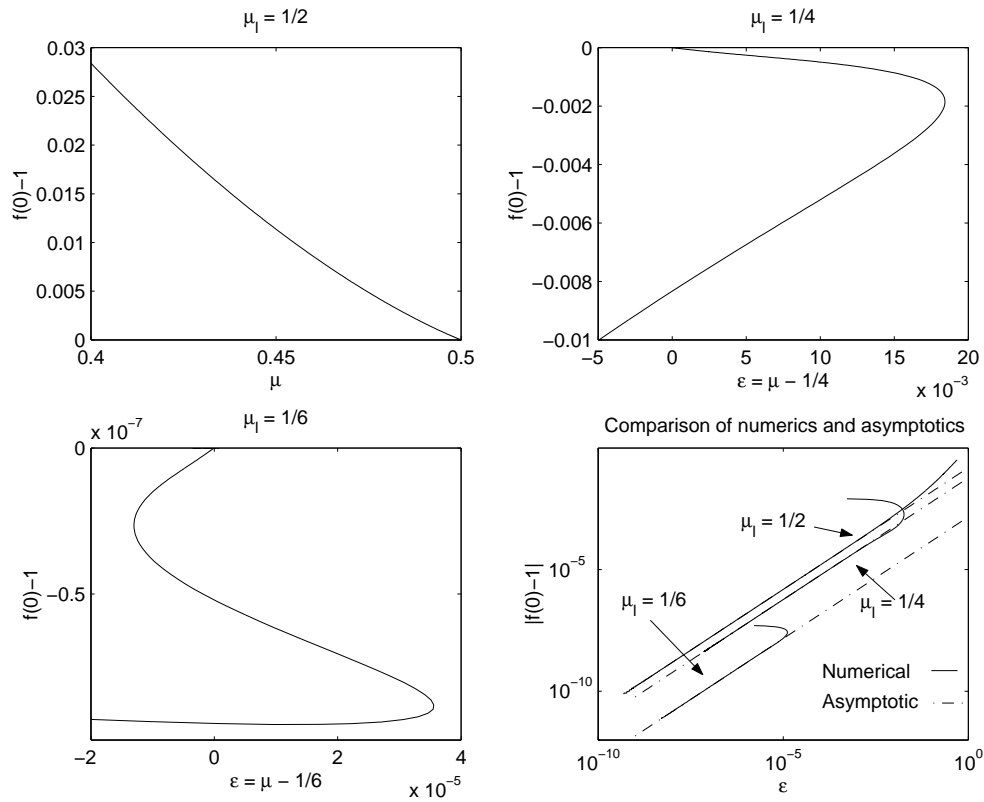 μ_l = 1/2
0.03
0.025
0.02
0.015
0.01
0.005
0
f(0)−1
0.4
0.45
0.5
μ
μ_l = 1/4
0
−0.002
−0.004
−0.006
−0.008
−0.01
f(0)−1
−5
0
5
10
15
20
ε = μ − 1/4
x 10^−3
μ_l = 1/6
x 10^−7
0
−0.5
f(0)−1
−2
0
2
4
ε = μ − 1/6
x 10^−5
Comparison of numerics and asymptotics
μ_l = 1/2
μ_l = 1/6
μ_l = 1/4
Numerical
Asymptotic
10^−5
10^−10
|f(0)−1|
10^−10
10^−5
10^0
ε